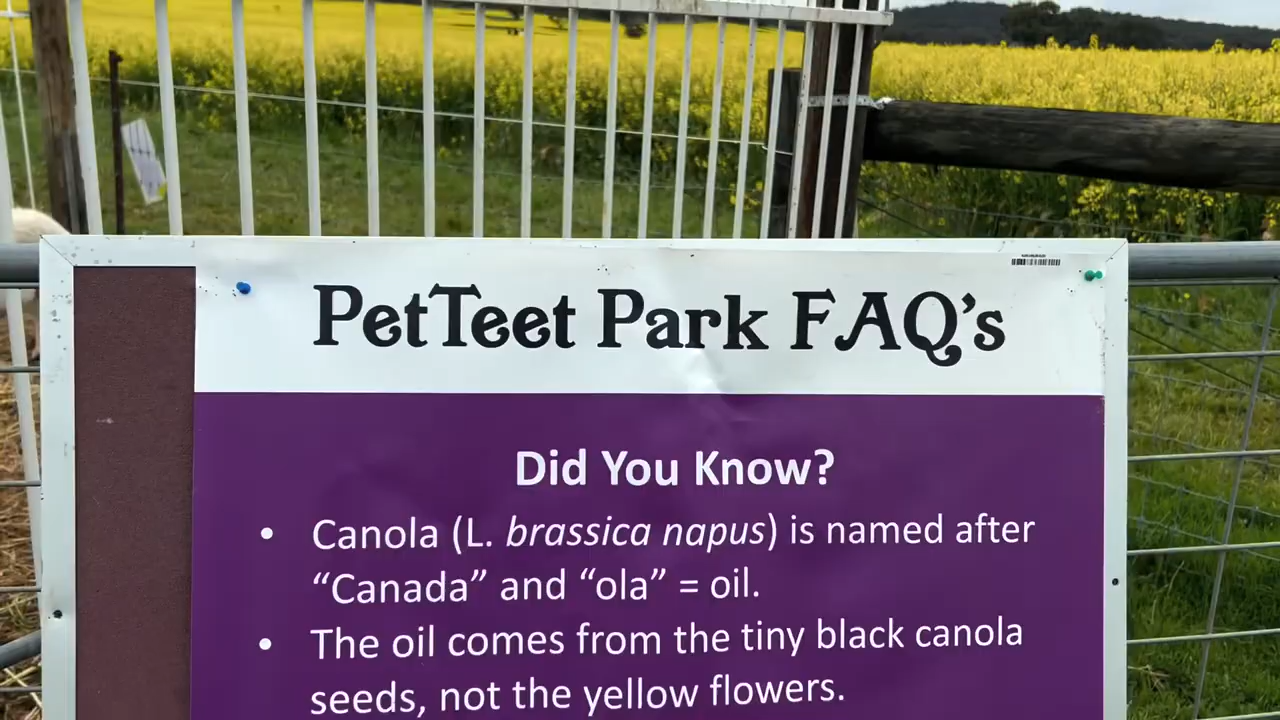 PetTeet Park FAQ's
Did You Know?
• Canola (L. brassica napus) is named after
“Canada” and “ola” = oil.
• The oil comes from the tiny black canola
seeds, not the yellow flowers.